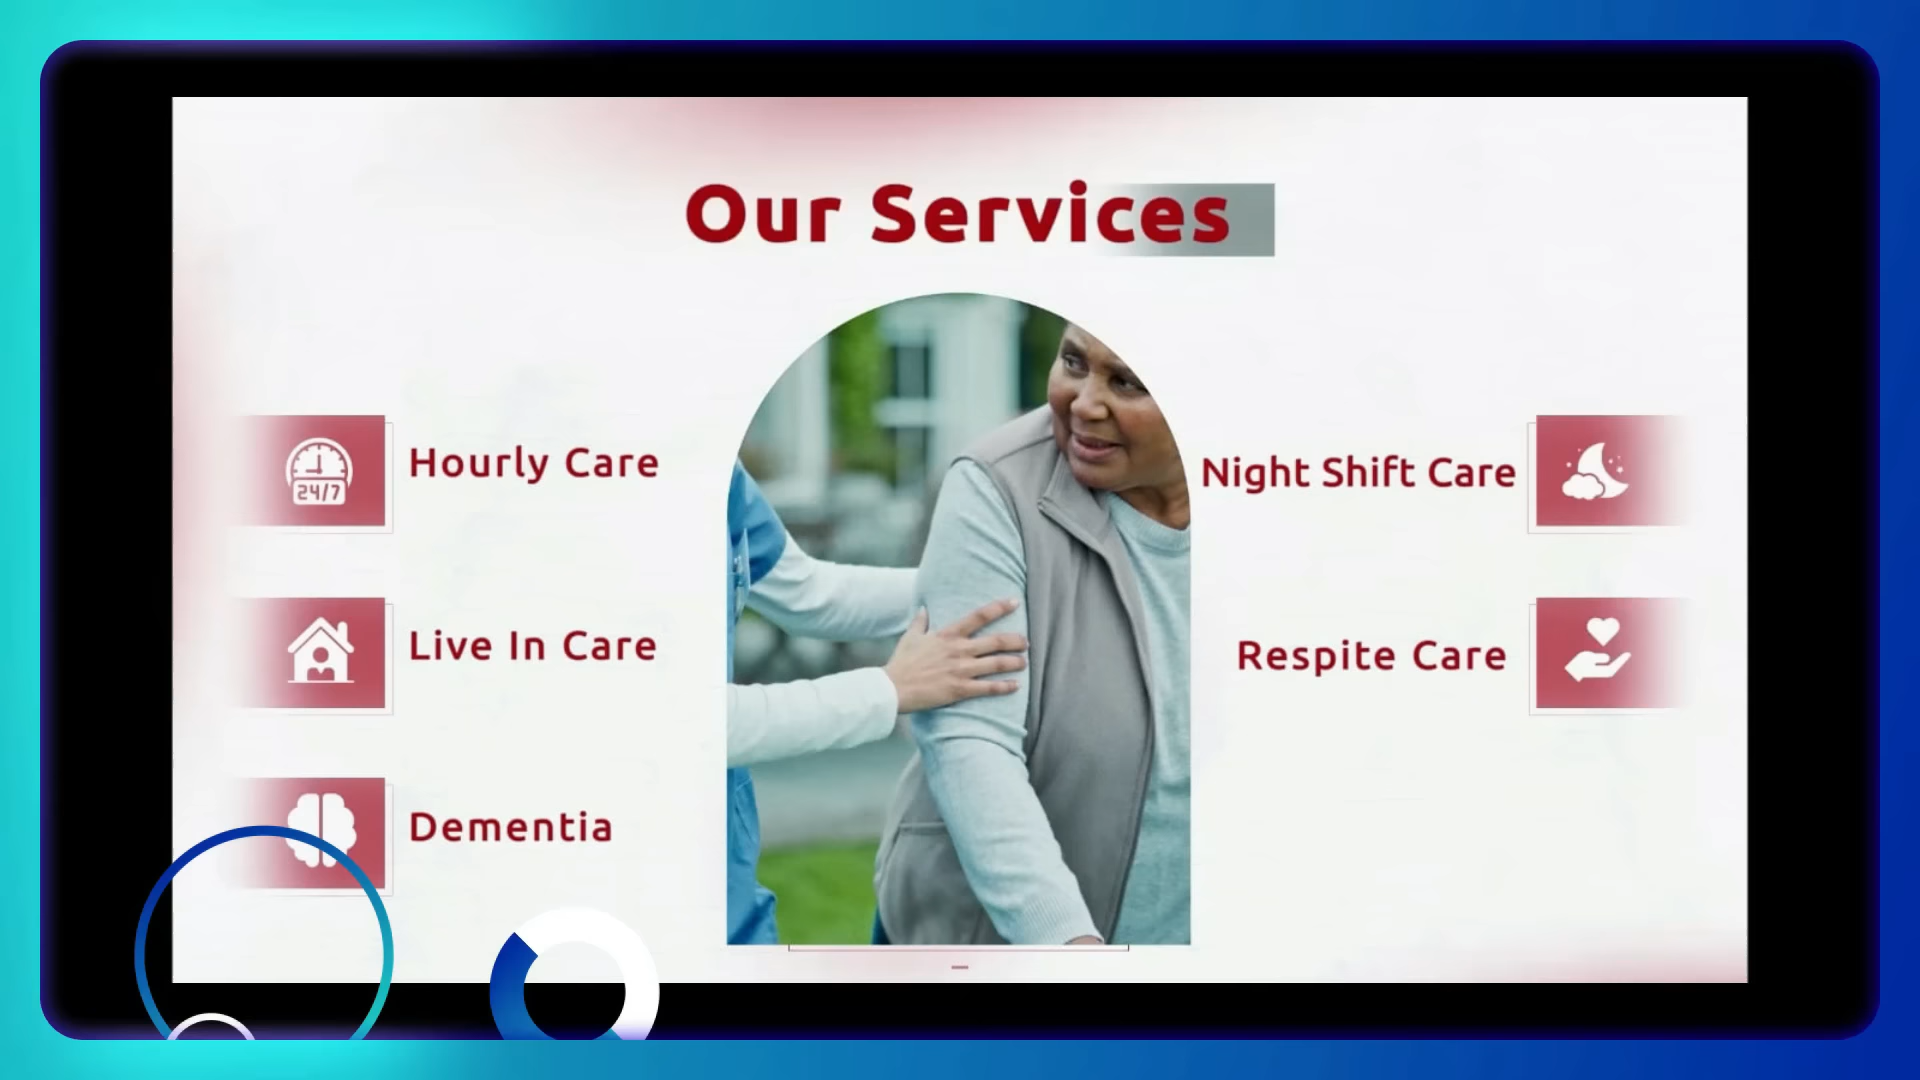 Our Services
24/7
Hourly Care
Live In Care
Dementia
Night Shift Care
Respite Care